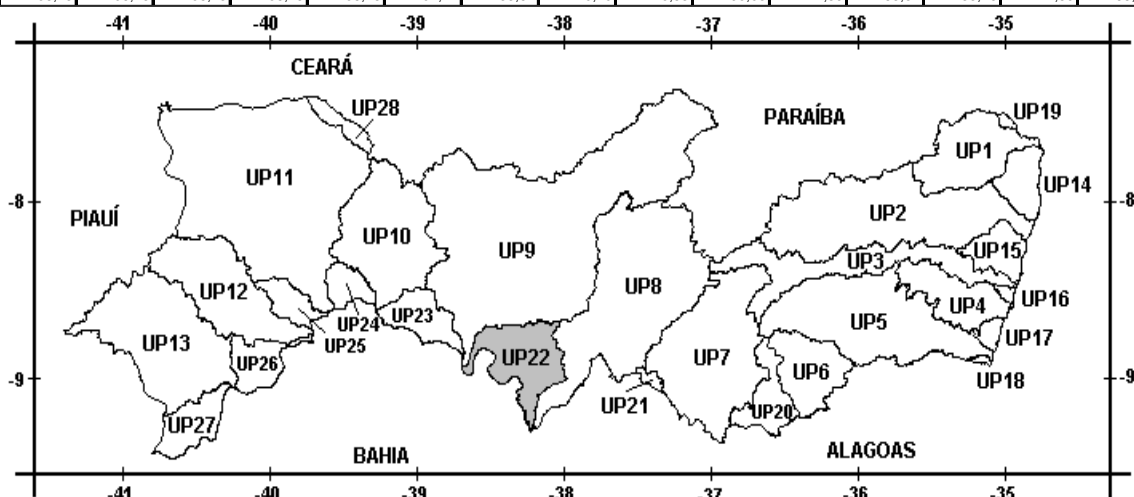 -41 -40 -39 -38 -37 -36 -35
CEARÁ
UP28
PARAÍBA
UP19
UP1
UP11
UP14
-8 -8
PIAUÍ
UP2
UP10
UP9
UP15
UP3
UP8
UP12
UP16
UP4
UP24
UP23
UP5
UP17
UP13
UP25
UP22
UP7
UP26
UP6
UP18
-9 -9
UP21
UP20
UP27
BAHIA
ALAGOAS
-41 -40 -39 -38 -37 -36 -35